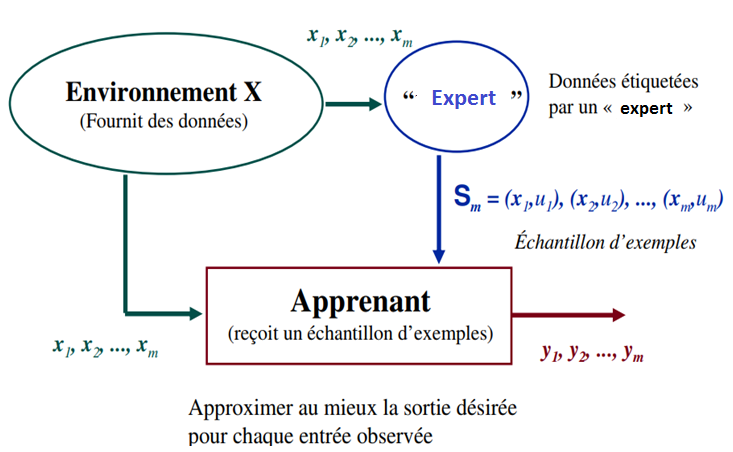 x1, x2, ..., xm
Environnement X
(Fournit des données)
“ Expert ”
Données étiquetées
par un « expert »
Sm = (x1,u1), (x2,u2), ..., (xm,um)
Échantillon d’exemples
Apprenant
(reçoit un échantillon d’exemples)
x1, x2, ..., xm
y1, y2, ..., ym
Approximer au mieux la sortie désirée
pour chaque entrée observée